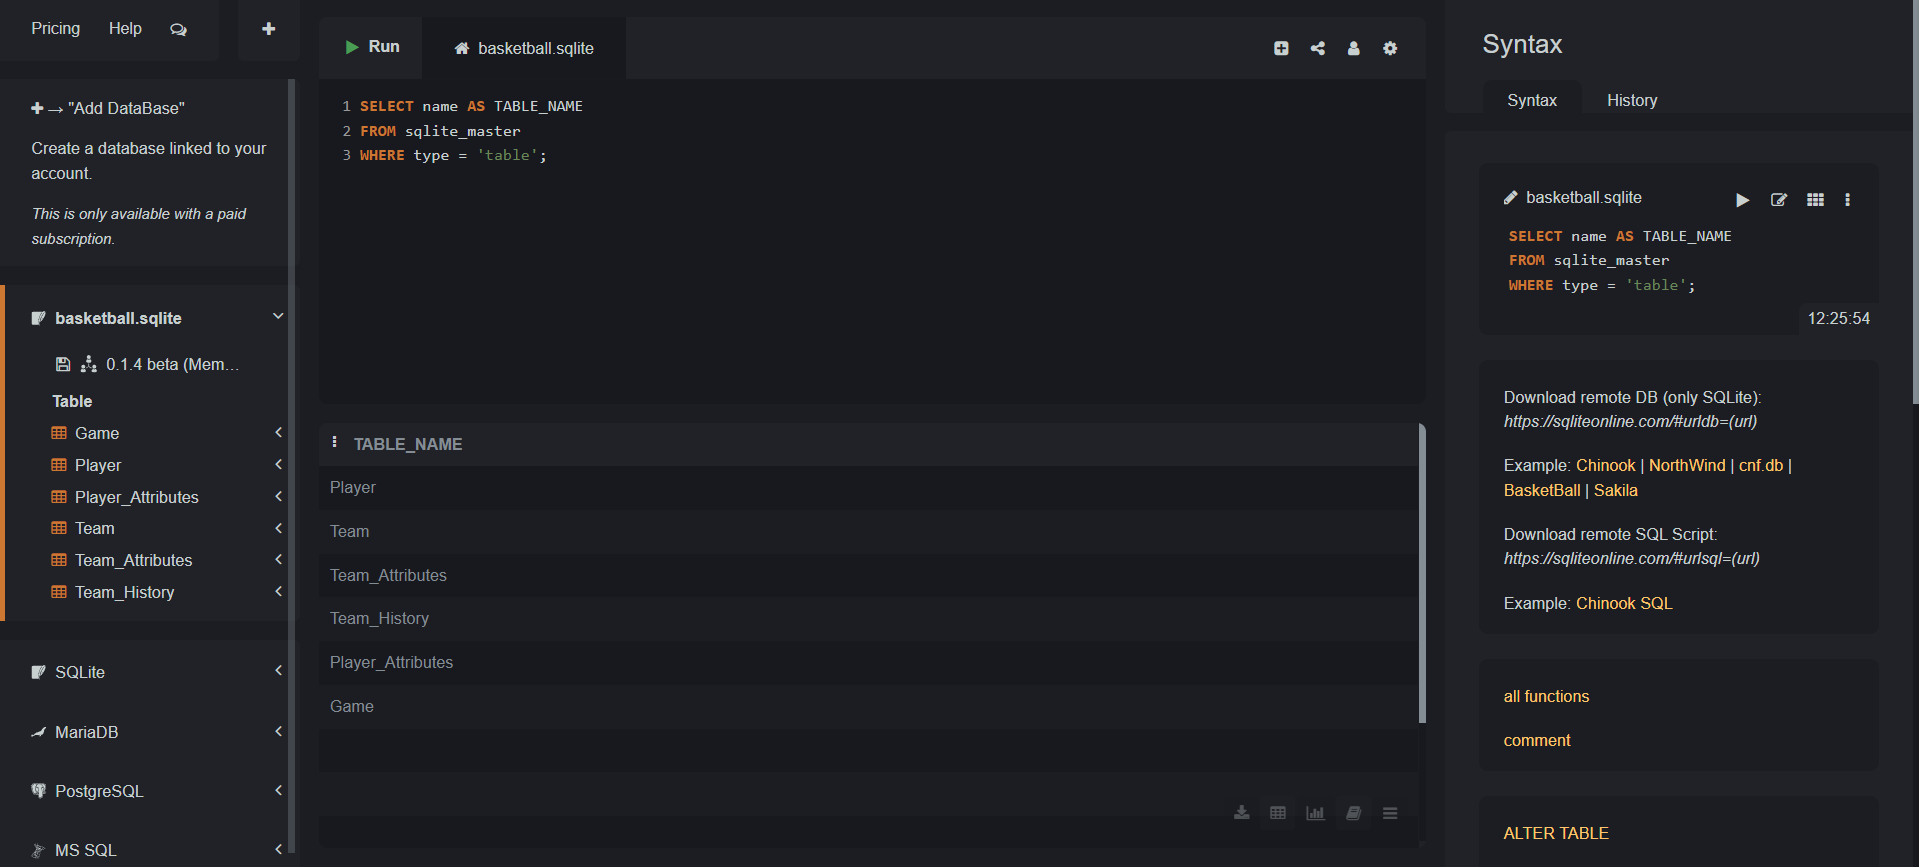 Pricing Help
Run
basketball.sqlite
"Add DataBase"
Create a database linked to your
account.
This is only available with a paid
subscription.
basketball.sqlite
0.1.4 beta (Mem...
Table
Game
Player
Player_Attributes
Team
Team_Attributes
Team_History
SQLite
MariaDB
PostgreSQL
MS SQL
1 SELECT name AS TABLE_NAME
2 FROM sqlite_master
3 WHERE type = 'table';
TABLE_NAME
Player
Team
Team_Attributes
Team_History
Player_Attributes
Game
Syntax
Syntax History
basketball.sqlite
SELECT name AS TABLE_NAME
FROM sqlite_master
WHERE type = 'table';
12:25:54
Download remote DB (only SQLite):
https://sqliteonline.com/#urldb=(url)
Example: Chinook | NorthWind | cnf.db |
BasketBall | Sakila
Download remote SQL Script:
https://sqliteonline.com/#urlsql=(url)
Example: Chinook SQL
all functions
comment
ALTER TABLE